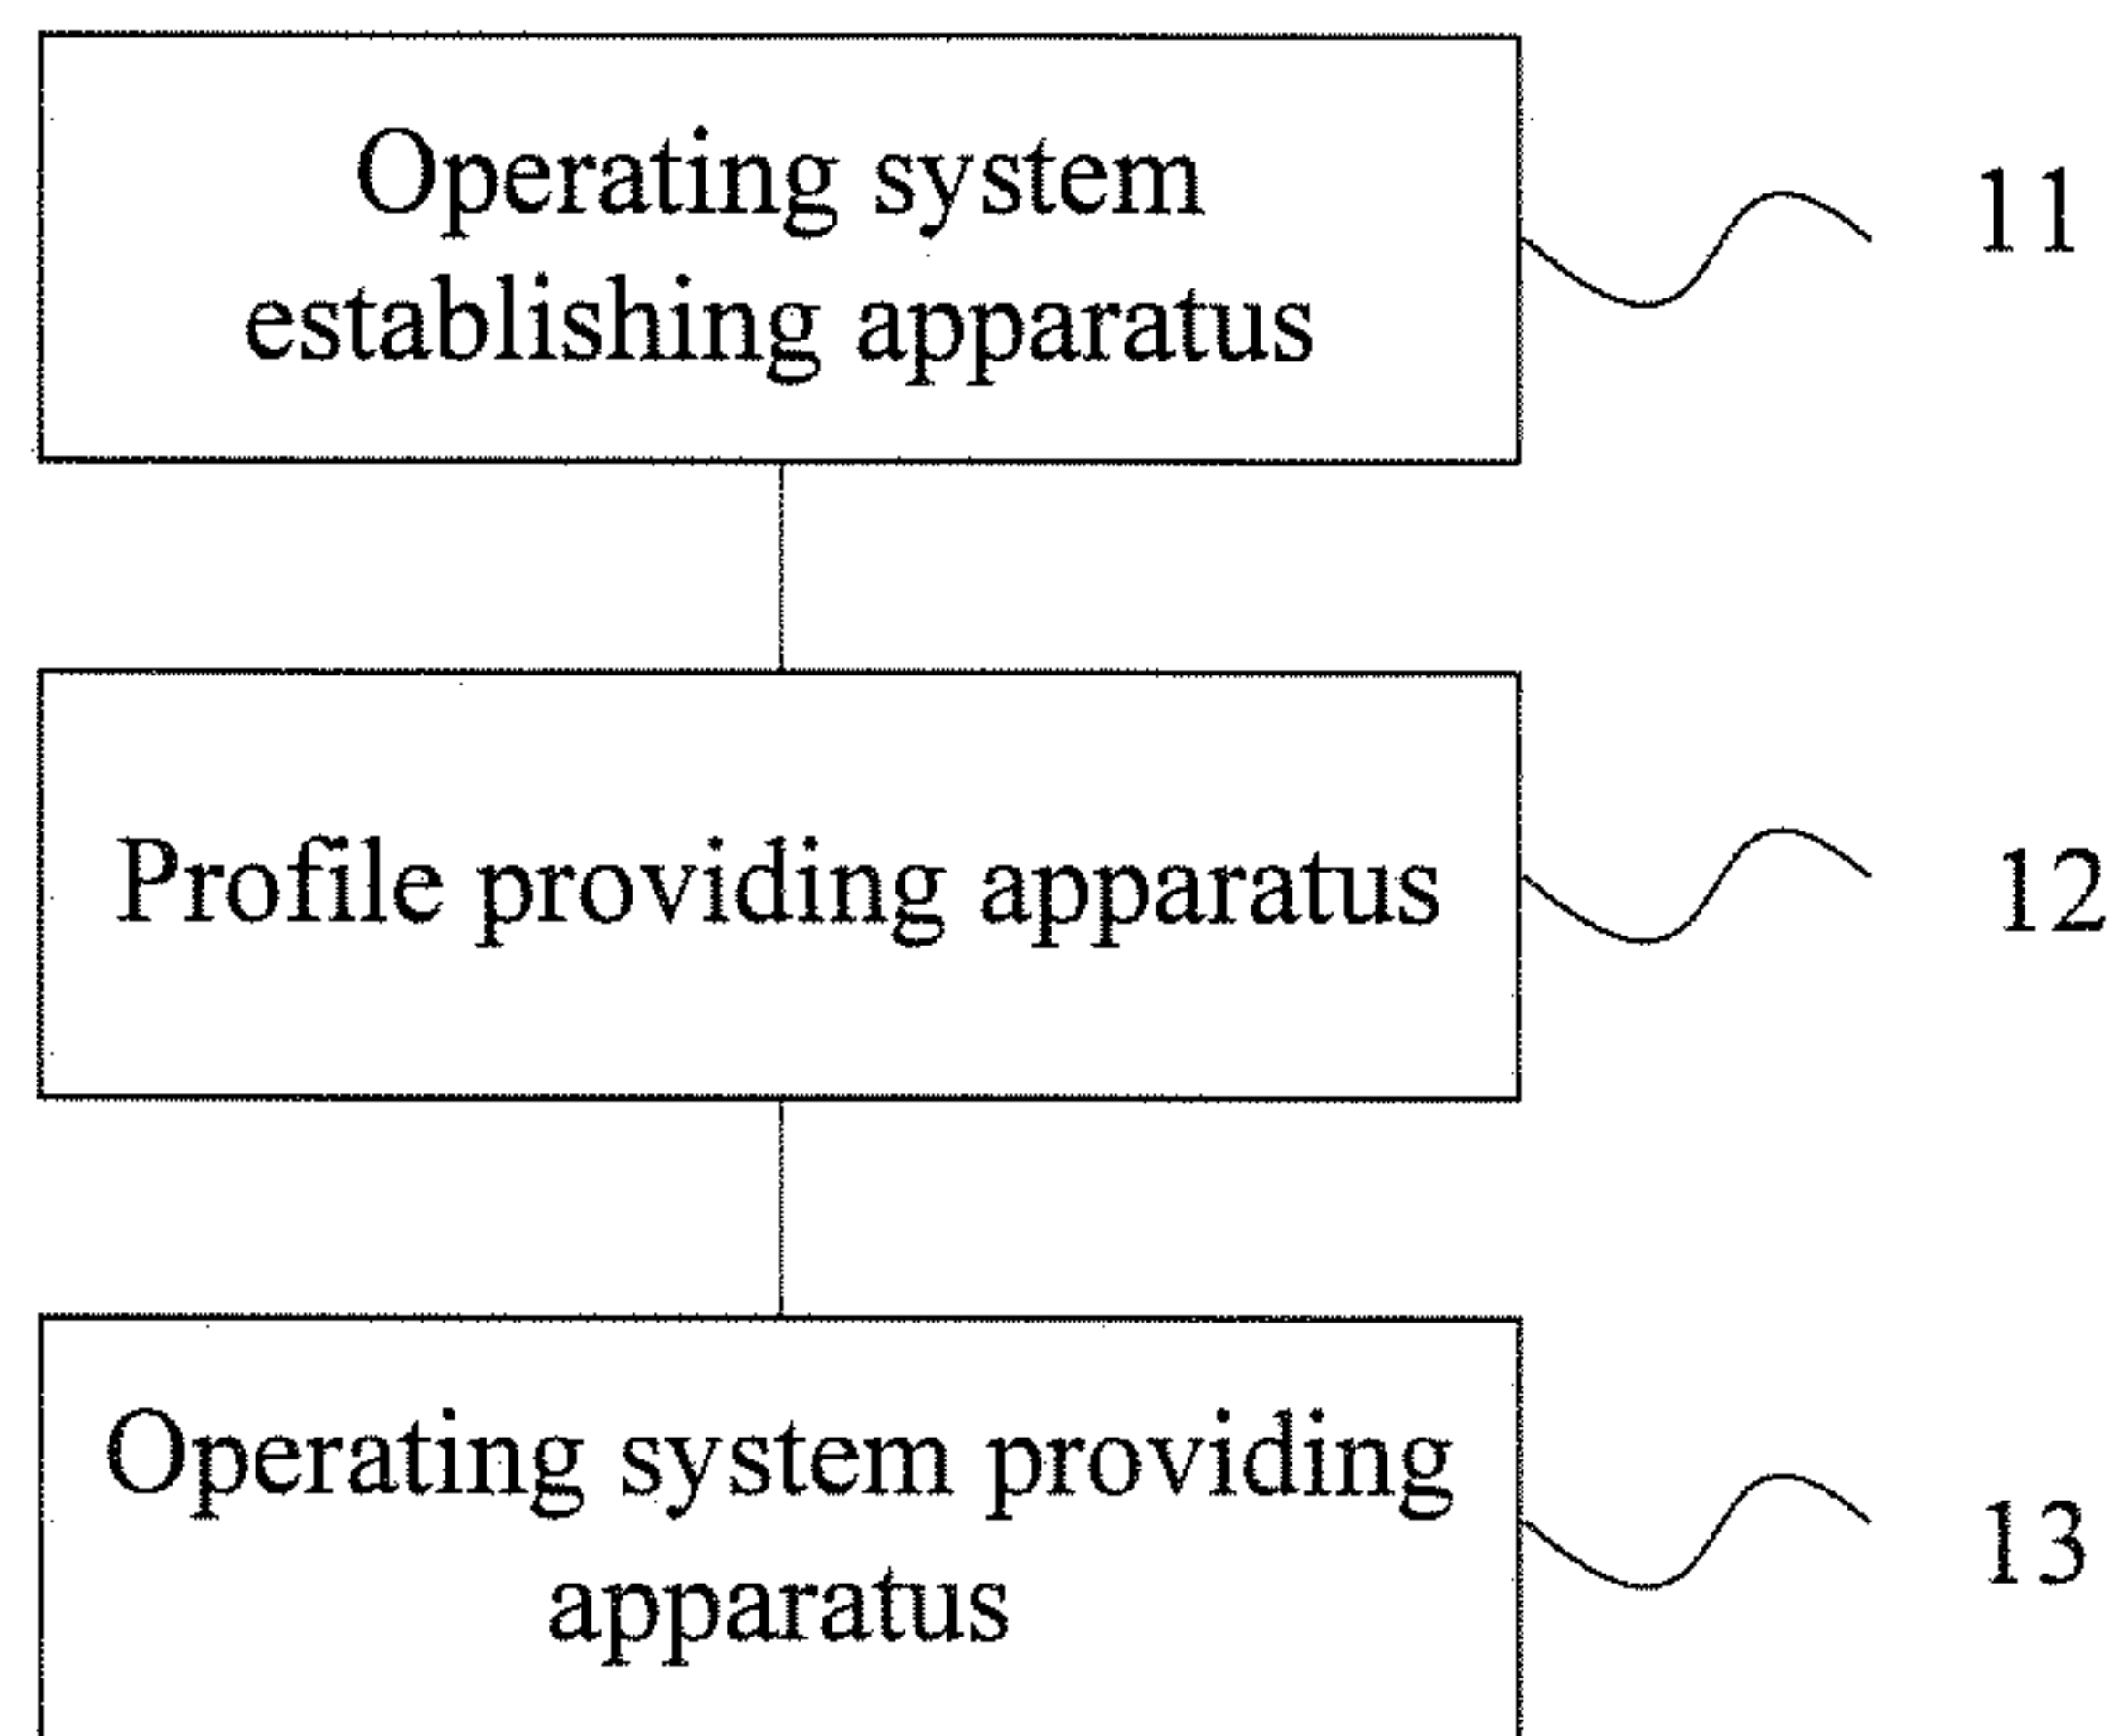 Operating system
establishing apparatus
11
Profile providing apparatus
12
Operating system providing
apparatus
13